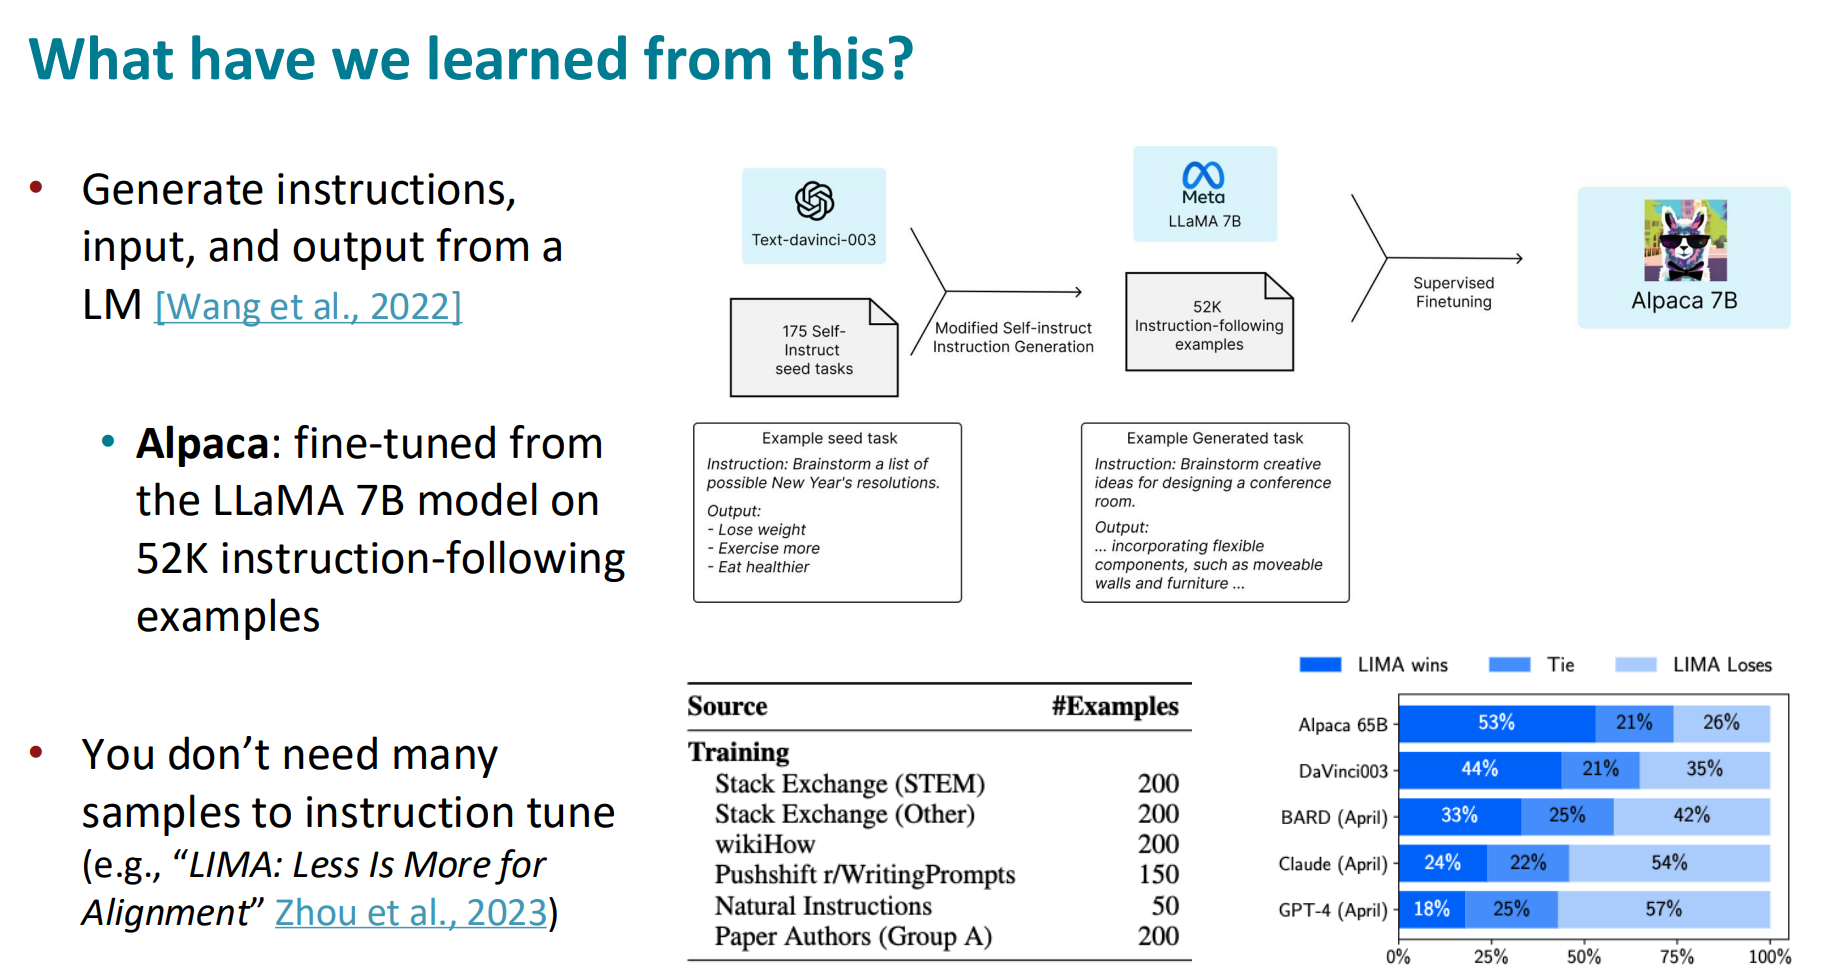 What have we learned from this?
• Generate instructions,
input, and output from a
LM [Wang et al., 2022]
• Alpaca: fine-tuned from
the LLaMA 7B model on
52K instruction-following
examples
• You don’t need many
samples to instruction tune
(e.g., “LIMA: Less Is More for
Alignment” Zhou et al., 2023)
Text-davinci-003
175 Self-
Instruct
seed tasks
Modified Self-instruct
Instruction Generation
Meta
LLaMA 7B
52K
Instruction-following
examples
Supervised
Finetuning
Alpaca 7B
Example seed task
Instruction: Brainstorm a list of
possible New Year's resolutions.
Output:
- Lose weight
- Exercise more
- Eat healthier
Example Generated task
Instruction: Brainstorm creative
ideas for designing a conference
room.
Output:
... incorporating flexible
components, such as moveable
walls and furniture ...
Source #Examples
Training
Stack Exchange (STEM) 200
Stack Exchange (Other) 200
wikiHow 200
Pushshift r/WritingPrompts 150
Natural Instructions 50
Paper Authors (Group A) 200
LIMA wins Tie LIMA Loses
Alpaca 65B 53% 21% 26%
DaVinci003 44% 21% 35%
BARD (April) 33% 25% 42%
Claude (April) 24% 22% 54%
GPT-4 (April) 18% 25% 57%
0% 25% 50% 75% 100%